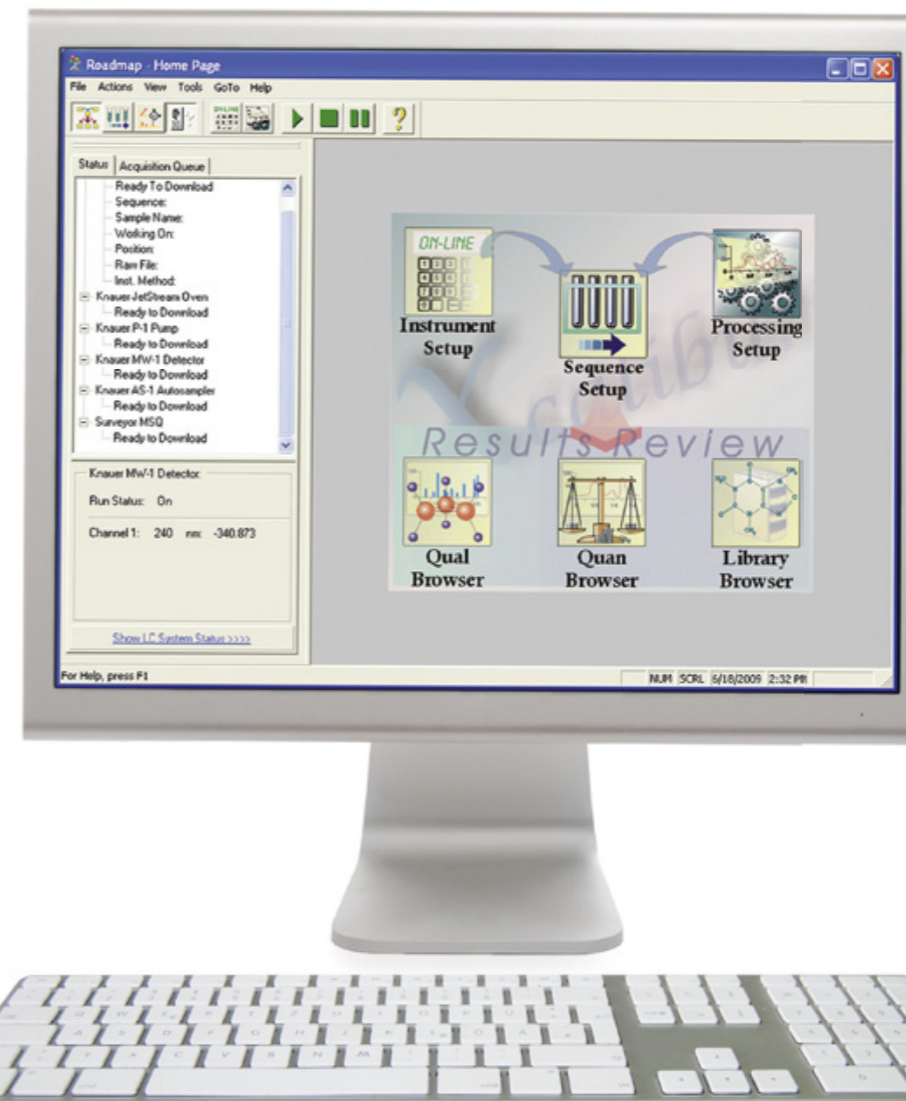 Roadmap - Home Page
File Actions View Tools GoTo Help
ON-LINE
Status Acquisition Queue
Ready To Download
Sequence:
Sample Name:
Working On:
Position:
Raw File:
Inst. Method:
Knauer JetStream Oven
Ready to Download
Knauer P-1 Pump
Ready to Download
Knauer MW-1 Detector
Ready to Download
Knauer AS-1 Autosampler
Ready to Download
Surveyor MSQ
Ready to Download
Knauer MW-1 Detector
Run Status: On
Channel 1: 240 nm: -340.873
Show LC System Status >>>>
ON-LINE
Instrument
Setup
Sequence
Setup
Processing
Setup
Results Review
Qual
Browser
Quan
Browser
Library
Browser
For Help, press F1
NUM SCRL 6/18/2009 2:32 PM